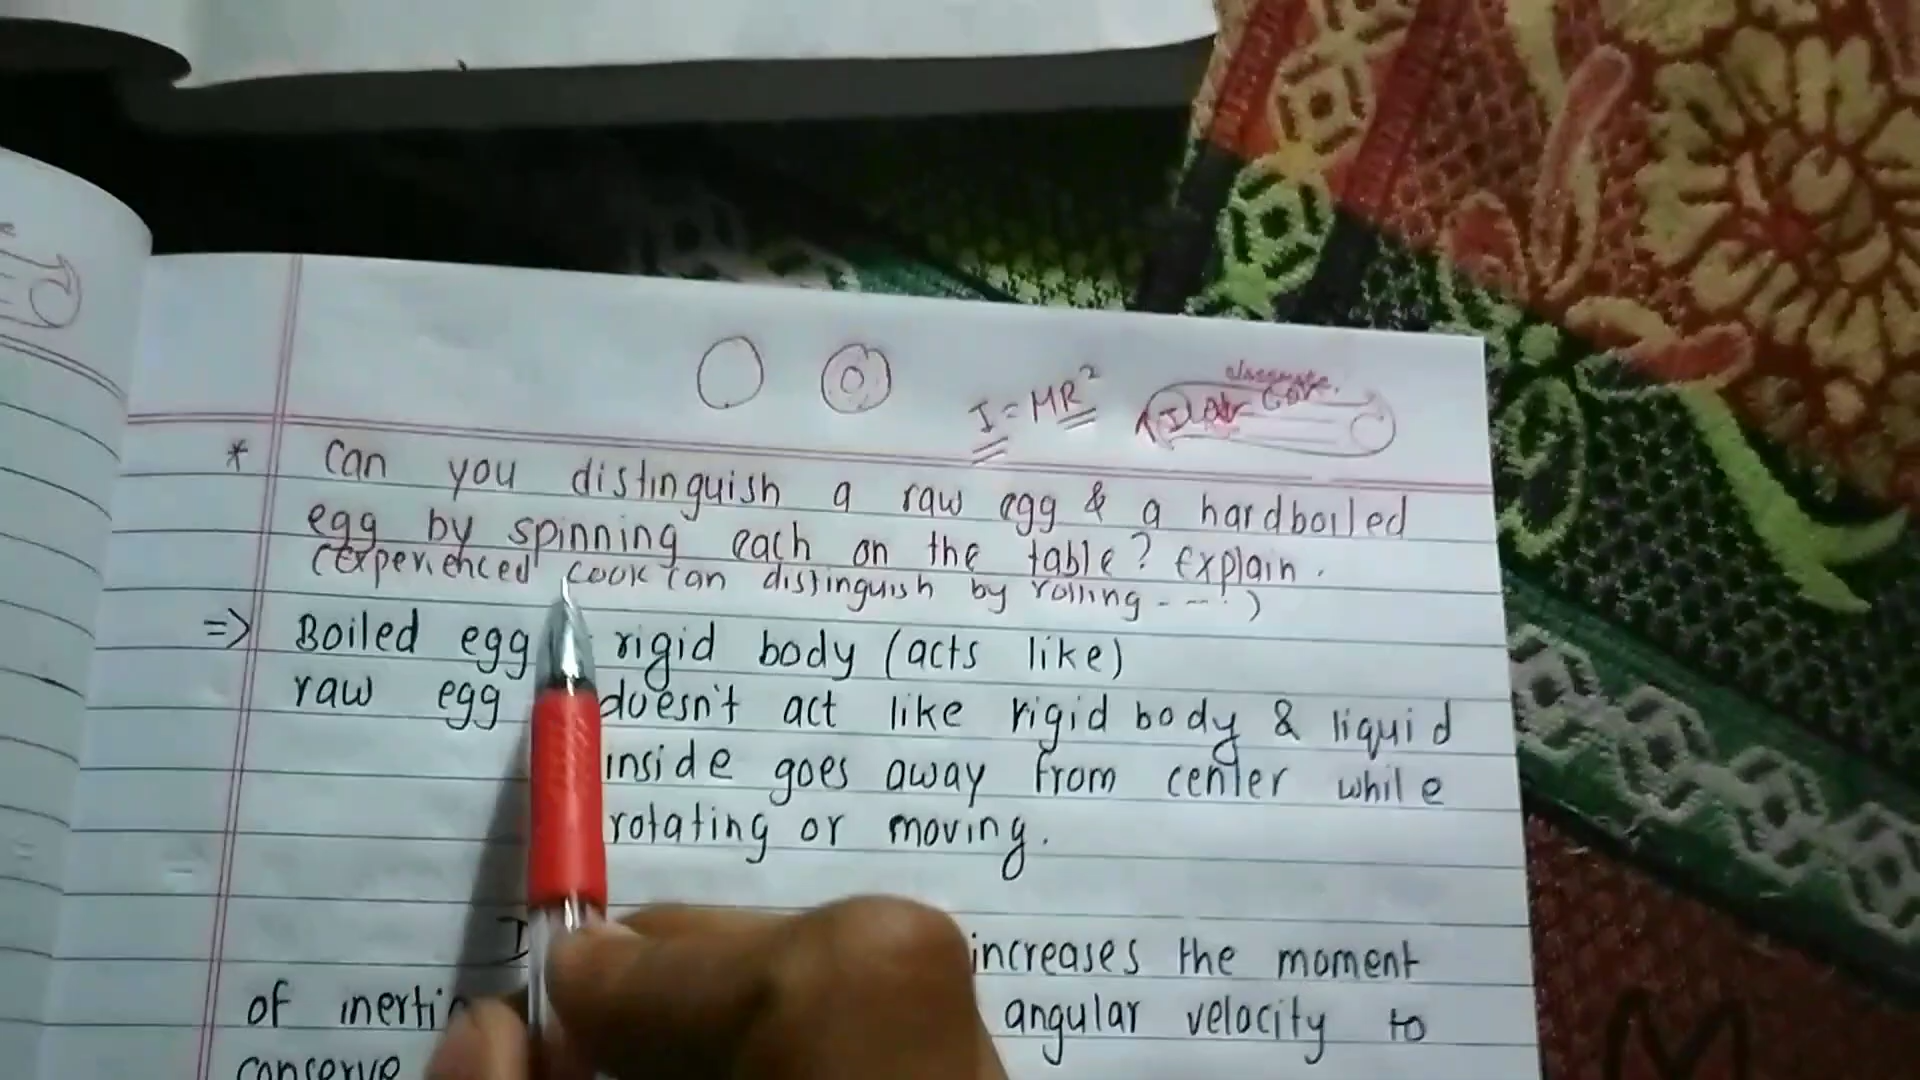 I = MR²
* Can you distinguish a raw egg & a hardboiled
egg by spinning each on the table? Explain.
(Experienced cook can distinguish by rolling - - - )
=> Boiled egg rigid body (acts like)
raw egg doesn't act like rigid body & liquid
inside goes away from center while
rotating or moving.
increases the moment
of angular velocity to
conserve